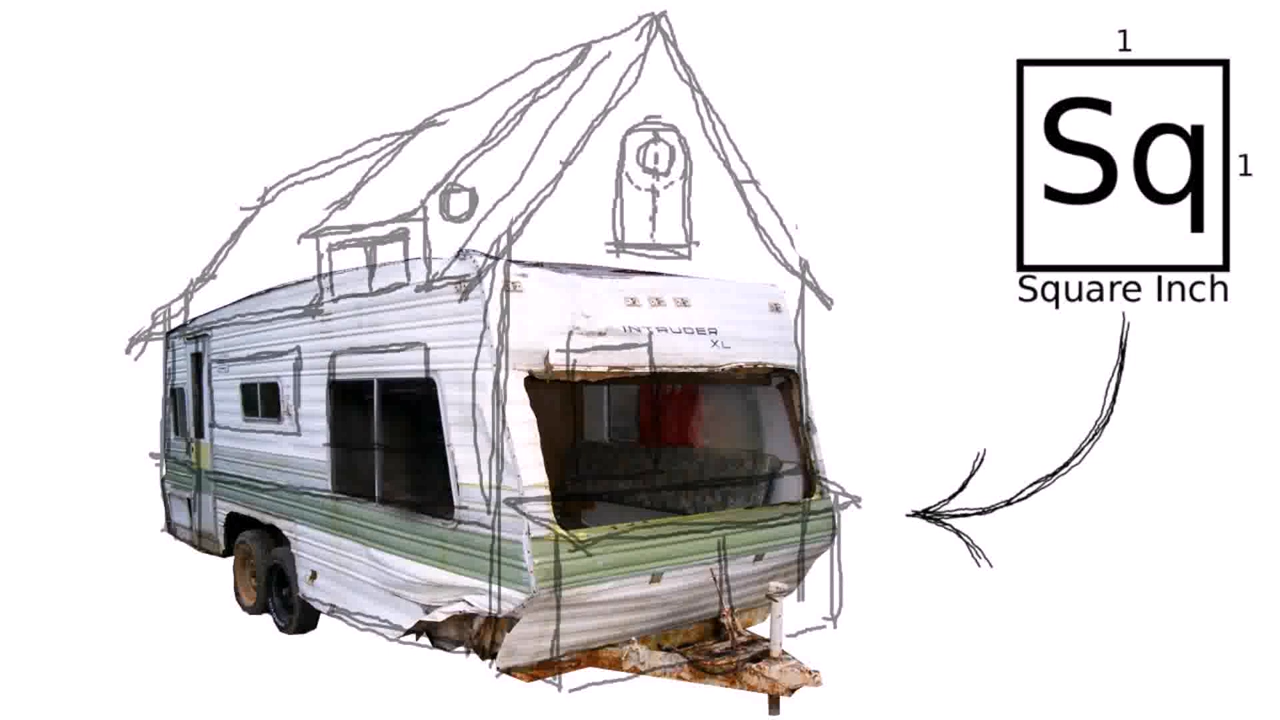 1
Sq
1
Square Inch
INTRUDER
XL